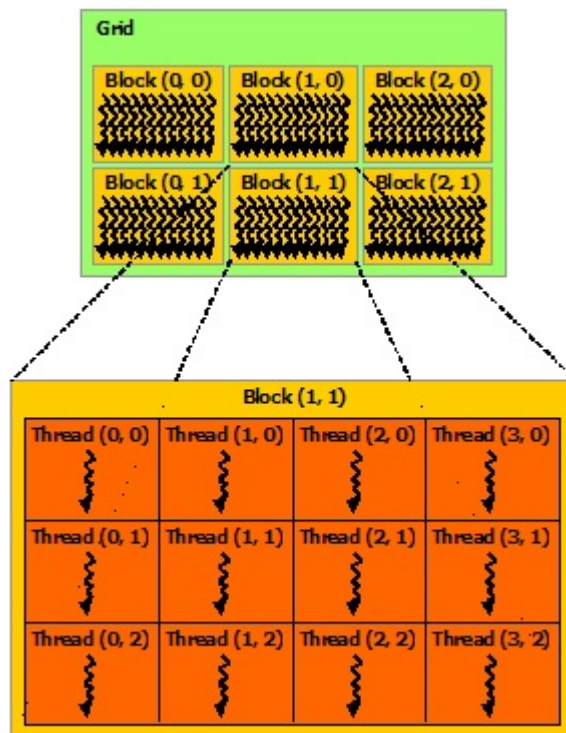 Grid
Block (0, 0) Block (1, 0) Block (2, 0)
Block (0, 1) Block (1, 1) Block (2, 1)
Block (1, 1)
Thread (0, 0) Thread (1, 0) Thread (2, 0) Thread (3, 0)
Thread (0, 1) Thread (1, 1) Thread (2, 1) Thread (3, 1)
Thread (0, 2) Thread (1, 2) Thread (2, 2) Thread (3, 2)